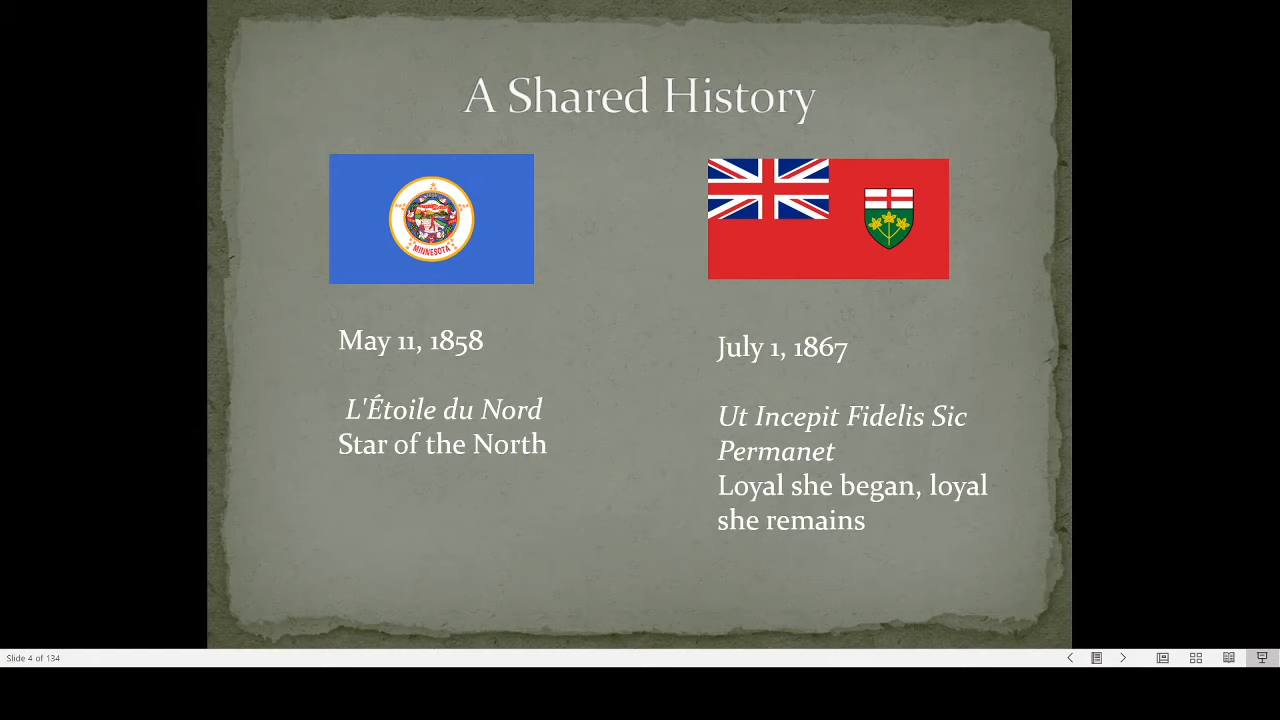 A Shared History
MINNESOTA
May 11, 1858
L'Étoile du Nord
Star of the North
July 1, 1867
Ut Incepit Fidelis Sic
Permanet
Loyal she began, loyal
she remains
Slide 4 of 134